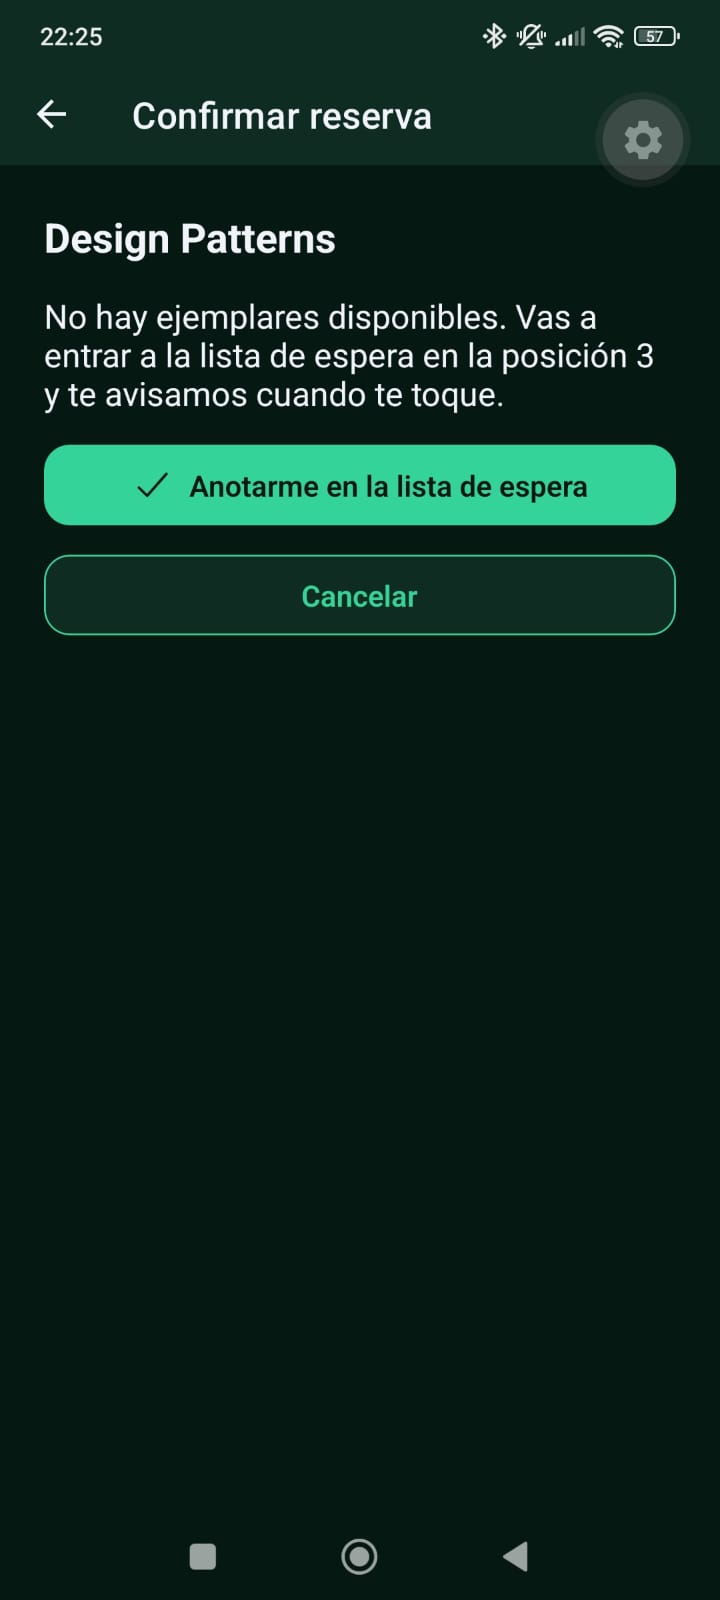 22:25
57
Confirmar reserva
Design Patterns
No hay ejemplares disponibles. Vas a
entrar a la lista de espera en la posición 3
y te avisamos cuando te toque.
Anotarme en la lista de espera
Cancelar